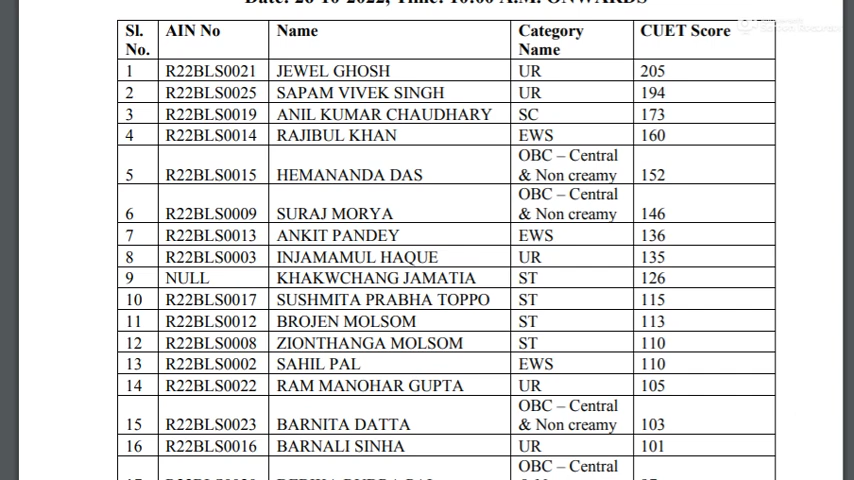 Date: 26-10-2022, Time: 10:00 A.M. ONWARDS
Sl. No. AIN No Name Category Name CUET Score
1 R22BLS0021 JEWEL GHOSH UR 205
2 R22BLS0025 SAPAM VIVEK SINGH UR 194
3 R22BLS0019 ANIL KUMAR CHAUDHARY SC 173
4 R22BLS0014 RAJIBUL KHAN EWS 160
5 R22BLS0015 HEMANANDA DAS OBC – Central & Non creamy 152
6 R22BLS0009 SURAJ MORYA OBC – Central & Non creamy 146
7 R22BLS0013 ANKIT PANDEY EWS 136
8 R22BLS0003 INJAMAMUL HAQUE UR 135
9 NULL KHAKWCHANG JAMATIA ST 126
10 R22BLS0017 SUSHMITA PRABHA TOPPO ST 115
11 R22BLS0012 BROJEN MOLSOM ST 113
12 R22BLS0008 ZIONTHANGA MOLSOM ST 110
13 R22BLS0002 SAHIL PAL EWS 110
14 R22BLS0022 RAM MANOHAR GUPTA UR 105
15 R22BLS0023 BARNITA DATTA OBC – Central & Non creamy 103
16 R22BLS0016 BARNALI SINHA UR 101
OBC – Central